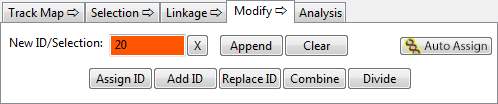 Track Map ⇨ Selection ⇨ Linkage ⇨ Modify ⇨ Analysis
New ID/Selection: 20 X Append Clear Auto Assign
Assign ID Add ID Replace ID Combine Divide